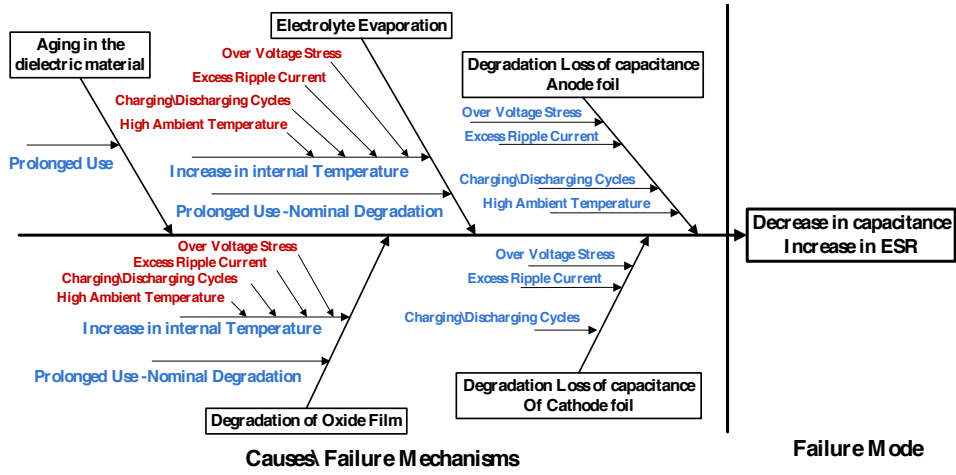 Electrolyte Evaporation
Aging in the
dielectric material
Over Voltage Stress
Excess Ripple Current
Charging\Discharging Cycles
High Ambient Temperature
Prolonged Use
Increase in internal Temperature
Prolonged Use -Nominal Degradation
Degradation Loss of capacitance
Anode foil
Over Voltage Stress
Excess Ripple Current
Charging\Discharging Cycles
High Ambient Temperature
Decrease in capacitance
Increase in ESR
Over Voltage Stress
Excess Ripple Current
Charging\Discharging Cycles
High Ambient Temperature
Increase in internal Temperature
Prolonged Use -Nominal Degradation
Degradation of Oxide Film
Over Voltage Stress
Excess Ripple Current
Charging\Discharging Cycles
Degradation Loss of capacitance
Of Cathode foil
Causes\ Failure Mechanisms
Failure Mode